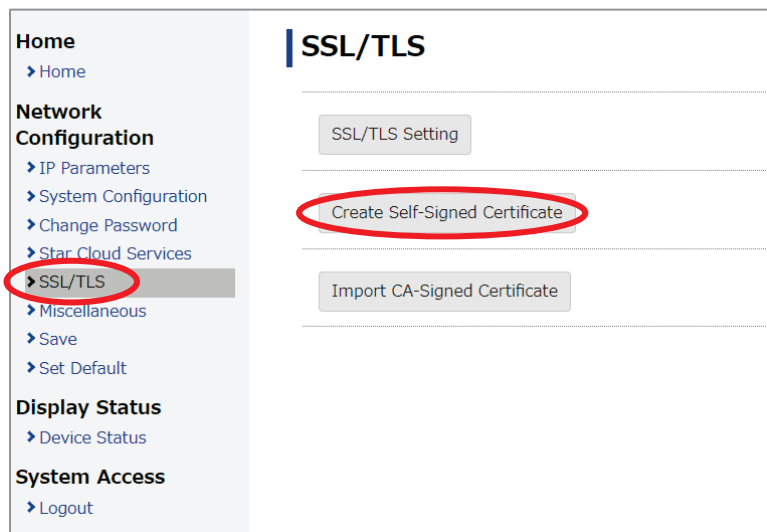 Home
Home
Network
Configuration
IP Parameters
System Configuration
Change Password
Star Cloud Services
SSL/TLS
Miscellaneous
Save
Set Default
Display Status
Device Status
System Access
Logout
SSL/TLS
SSL/TLS Setting
Create Self-Signed Certificate
Import CA-Signed Certificate